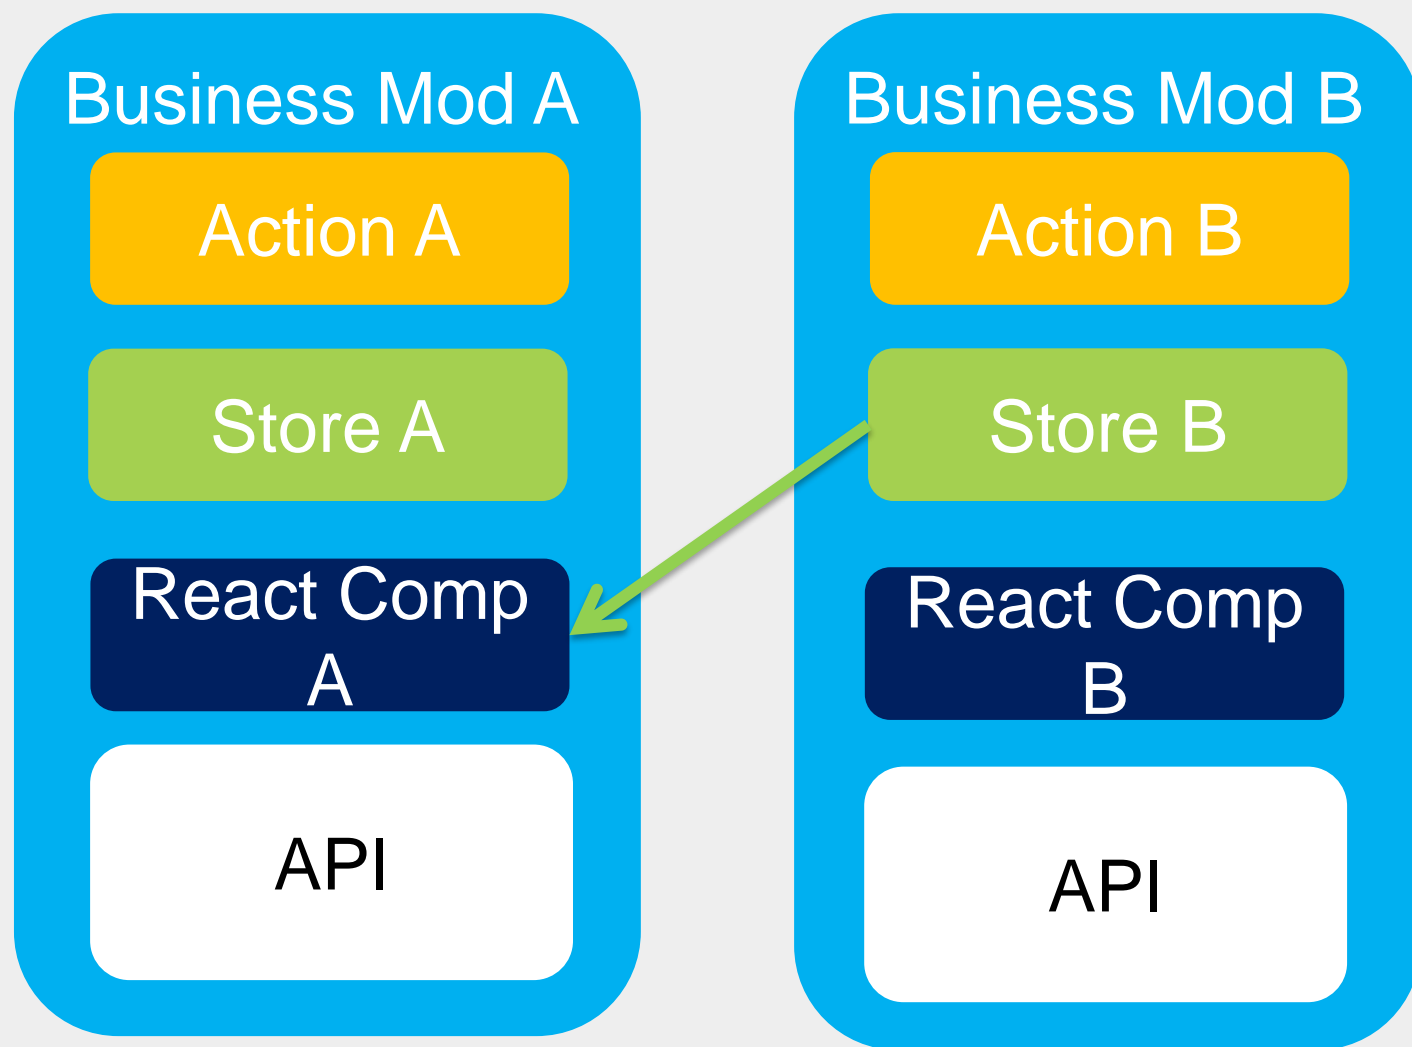 Business Mod A
Action A
Store A
React Comp
A
API
Business Mod B
Action B
Store B
React Comp
B
API